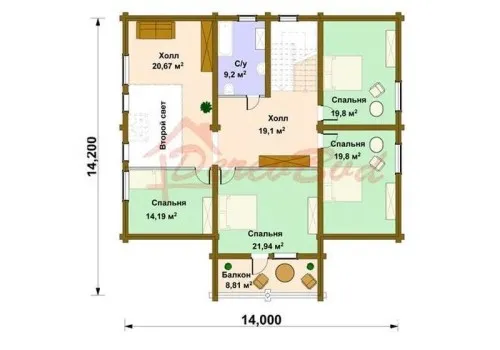 Холл
20,67 м²
С/у
9,2 м²
Второй свет
Холл
19,1 м²
Спальня
19,8 м²
Спальня
19,8 м²
Спальня
14,19 м²
Спальня
21,94 м²
Балкон
8,81 м²
14,200
14,000